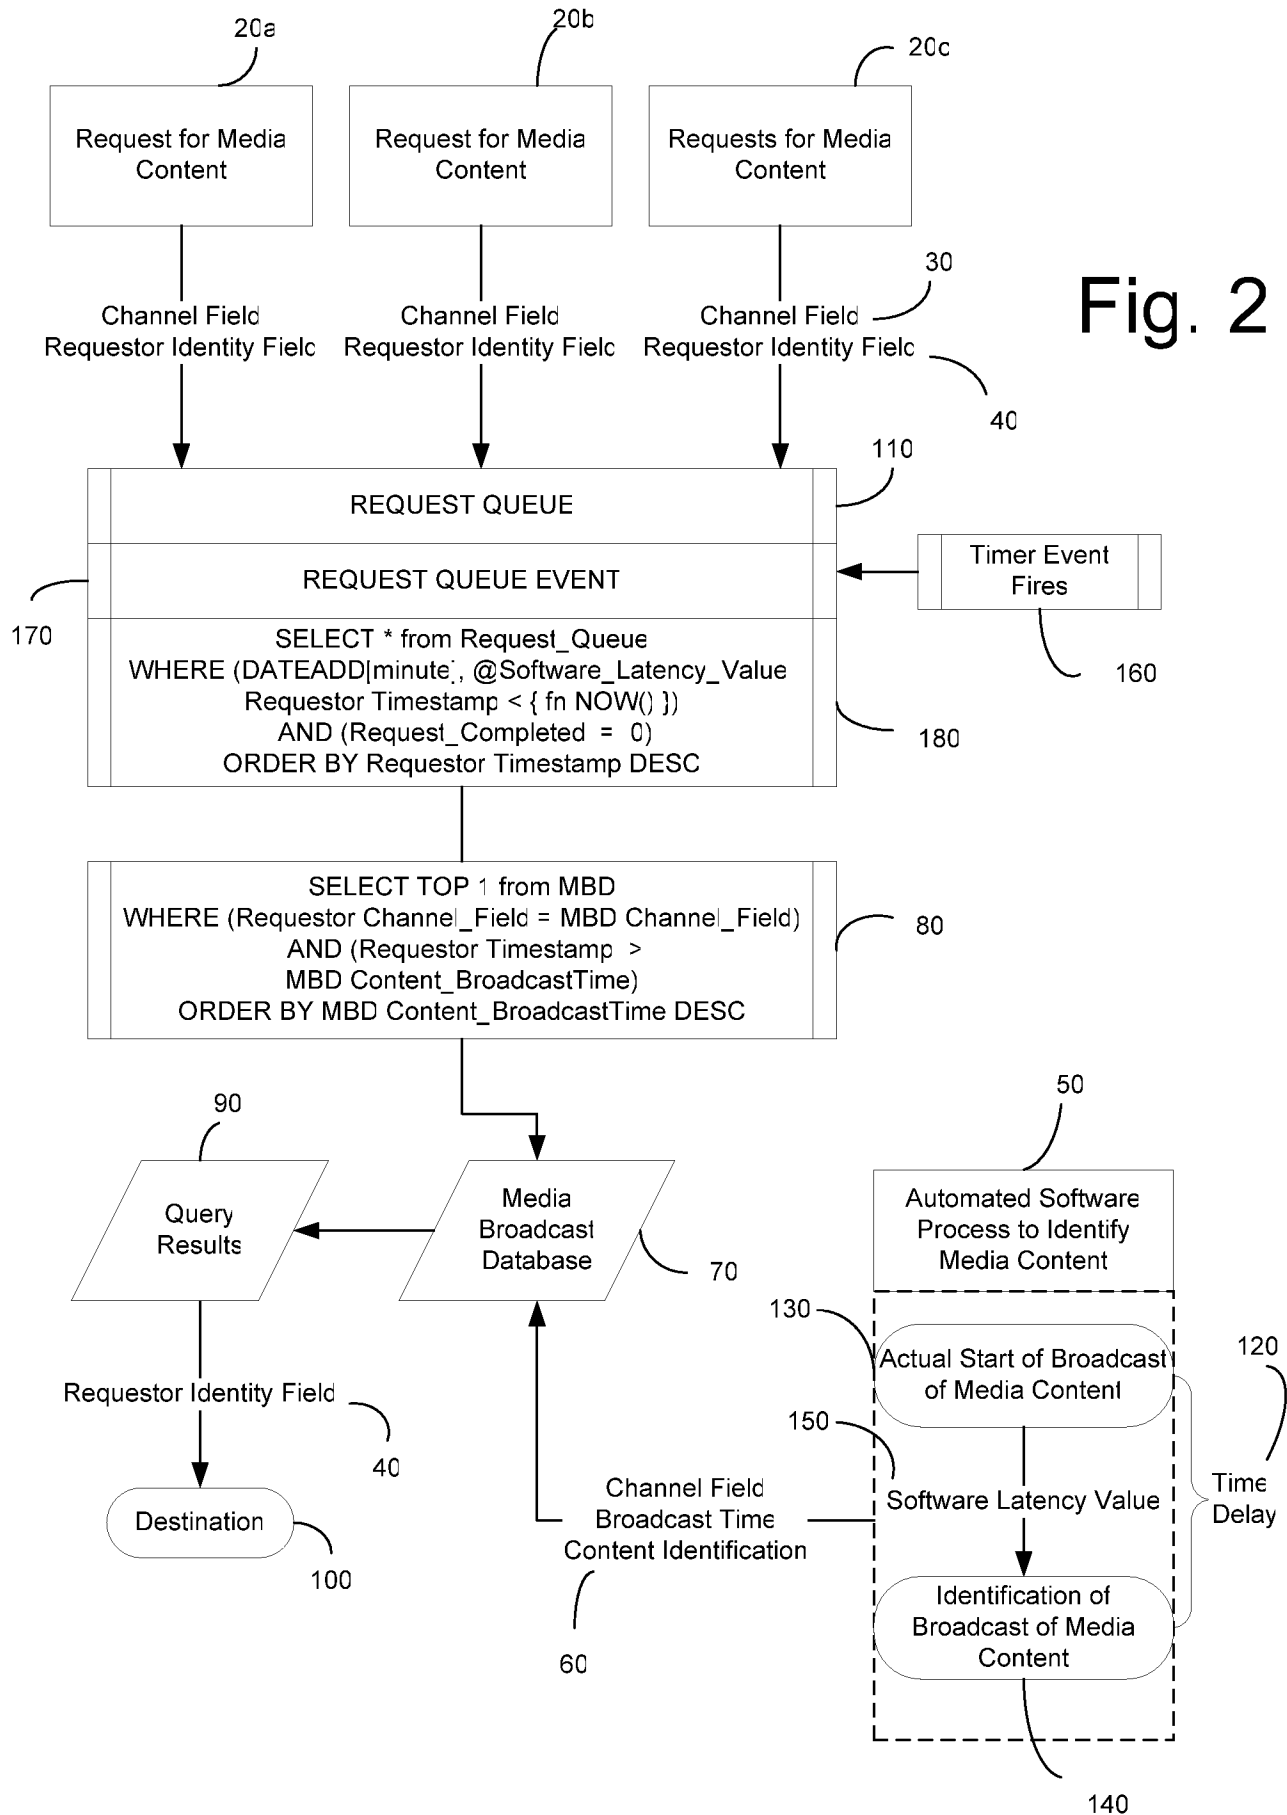 20a
20b
20c
Request for Media
Content
Request for Media
Content
Requests for Media
Content
30
Fig. 2
Channel Field
Requestor Identity Field
Channel Field
Requestor Identity Field
Channel Field
Requestor Identity Field
40
110
REQUEST QUEUE
REQUEST QUEUE EVENT
Timer Event
Fires
170
160
SELECT * from Request_Queue
WHERE (DATEADD[minute], @Software_Latency_Value
Requestor Timestamp < { fn NOW() })
AND (Request_Completed = 0)
ORDER BY Requestor Timestamp DESC
180
SELECT TOP 1 from MBD
WHERE (Requestor Channel_Field = MBD Channel_Field)
AND (Requestor Timestamp >
MBD Content_BroadcastTime)
ORDER BY MBD Content_BroadcastTime DESC
80
50
90
Query
Results
Media
Broadcast
Database
70
Automated Software
Process to Identify
Media Content
130
Actual Start of Broadcast
of Media Content
120
Requestor Identity Field
40
150
Software Latency Value
Time
Delay
Channel Field
Broadcast Time
Content Identification
60
Destination
100
Identification of
Broadcast of Media
Content
140